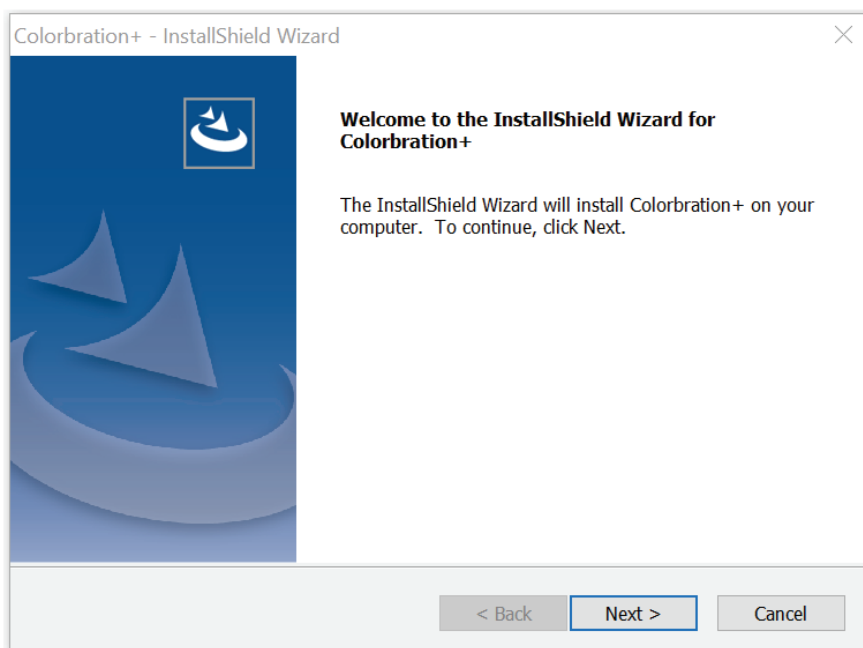 Colorbration+ - InstallShield Wizard
Welcome to the InstallShield Wizard for
Colorbration+
The InstallShield Wizard will install Colorbration+ on your
computer. To continue, click Next.
< Back
Next >
Cancel